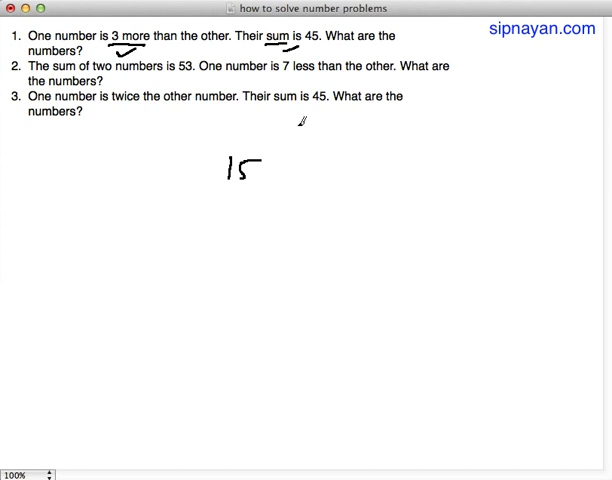 how to solve number problems
sipnayan.com
1. One number is 3 more than the other. Their sum is 45. What are the
numbers?
2. The sum of two numbers is 53. One number is 7 less than the other. What are
the numbers?
3. One number is twice the other number. Their sum is 45. What are the
numbers?
15
100%